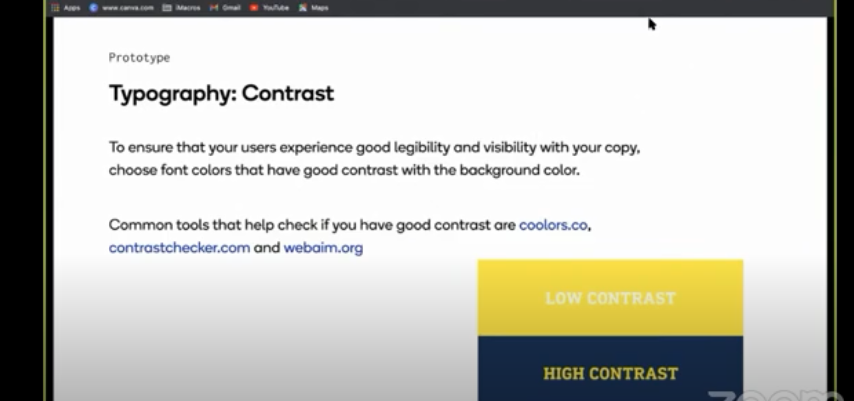 Apps www.canva.com iMacros Gmail YouTube Maps
Prototype
Typography: Contrast
To ensure that your users experience good legibility and visibility with your copy,
choose font colors that have good contrast with the background color.
Common tools that help check if you have good contrast are coolors.co,
contrastchecker.com and webaim.org
LOW CONTRAST
HIGH CONTRAST
zoom